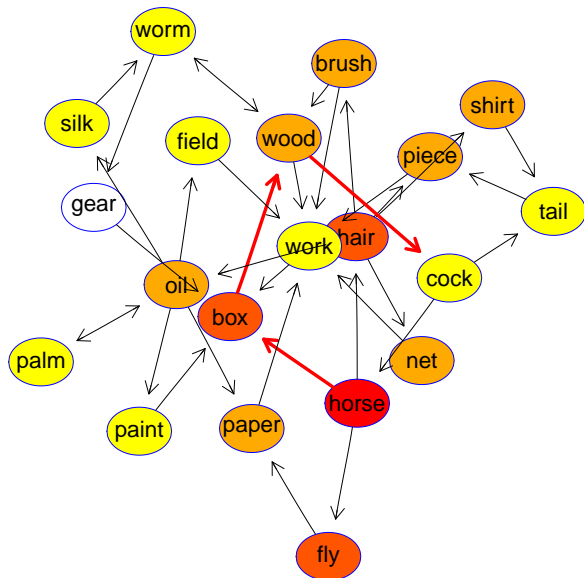 worm
brush
shirt
silk
field
wood
piece
gear
tail
work
hair
cock
oil
box
palm
net
horse
paint
paper
fly